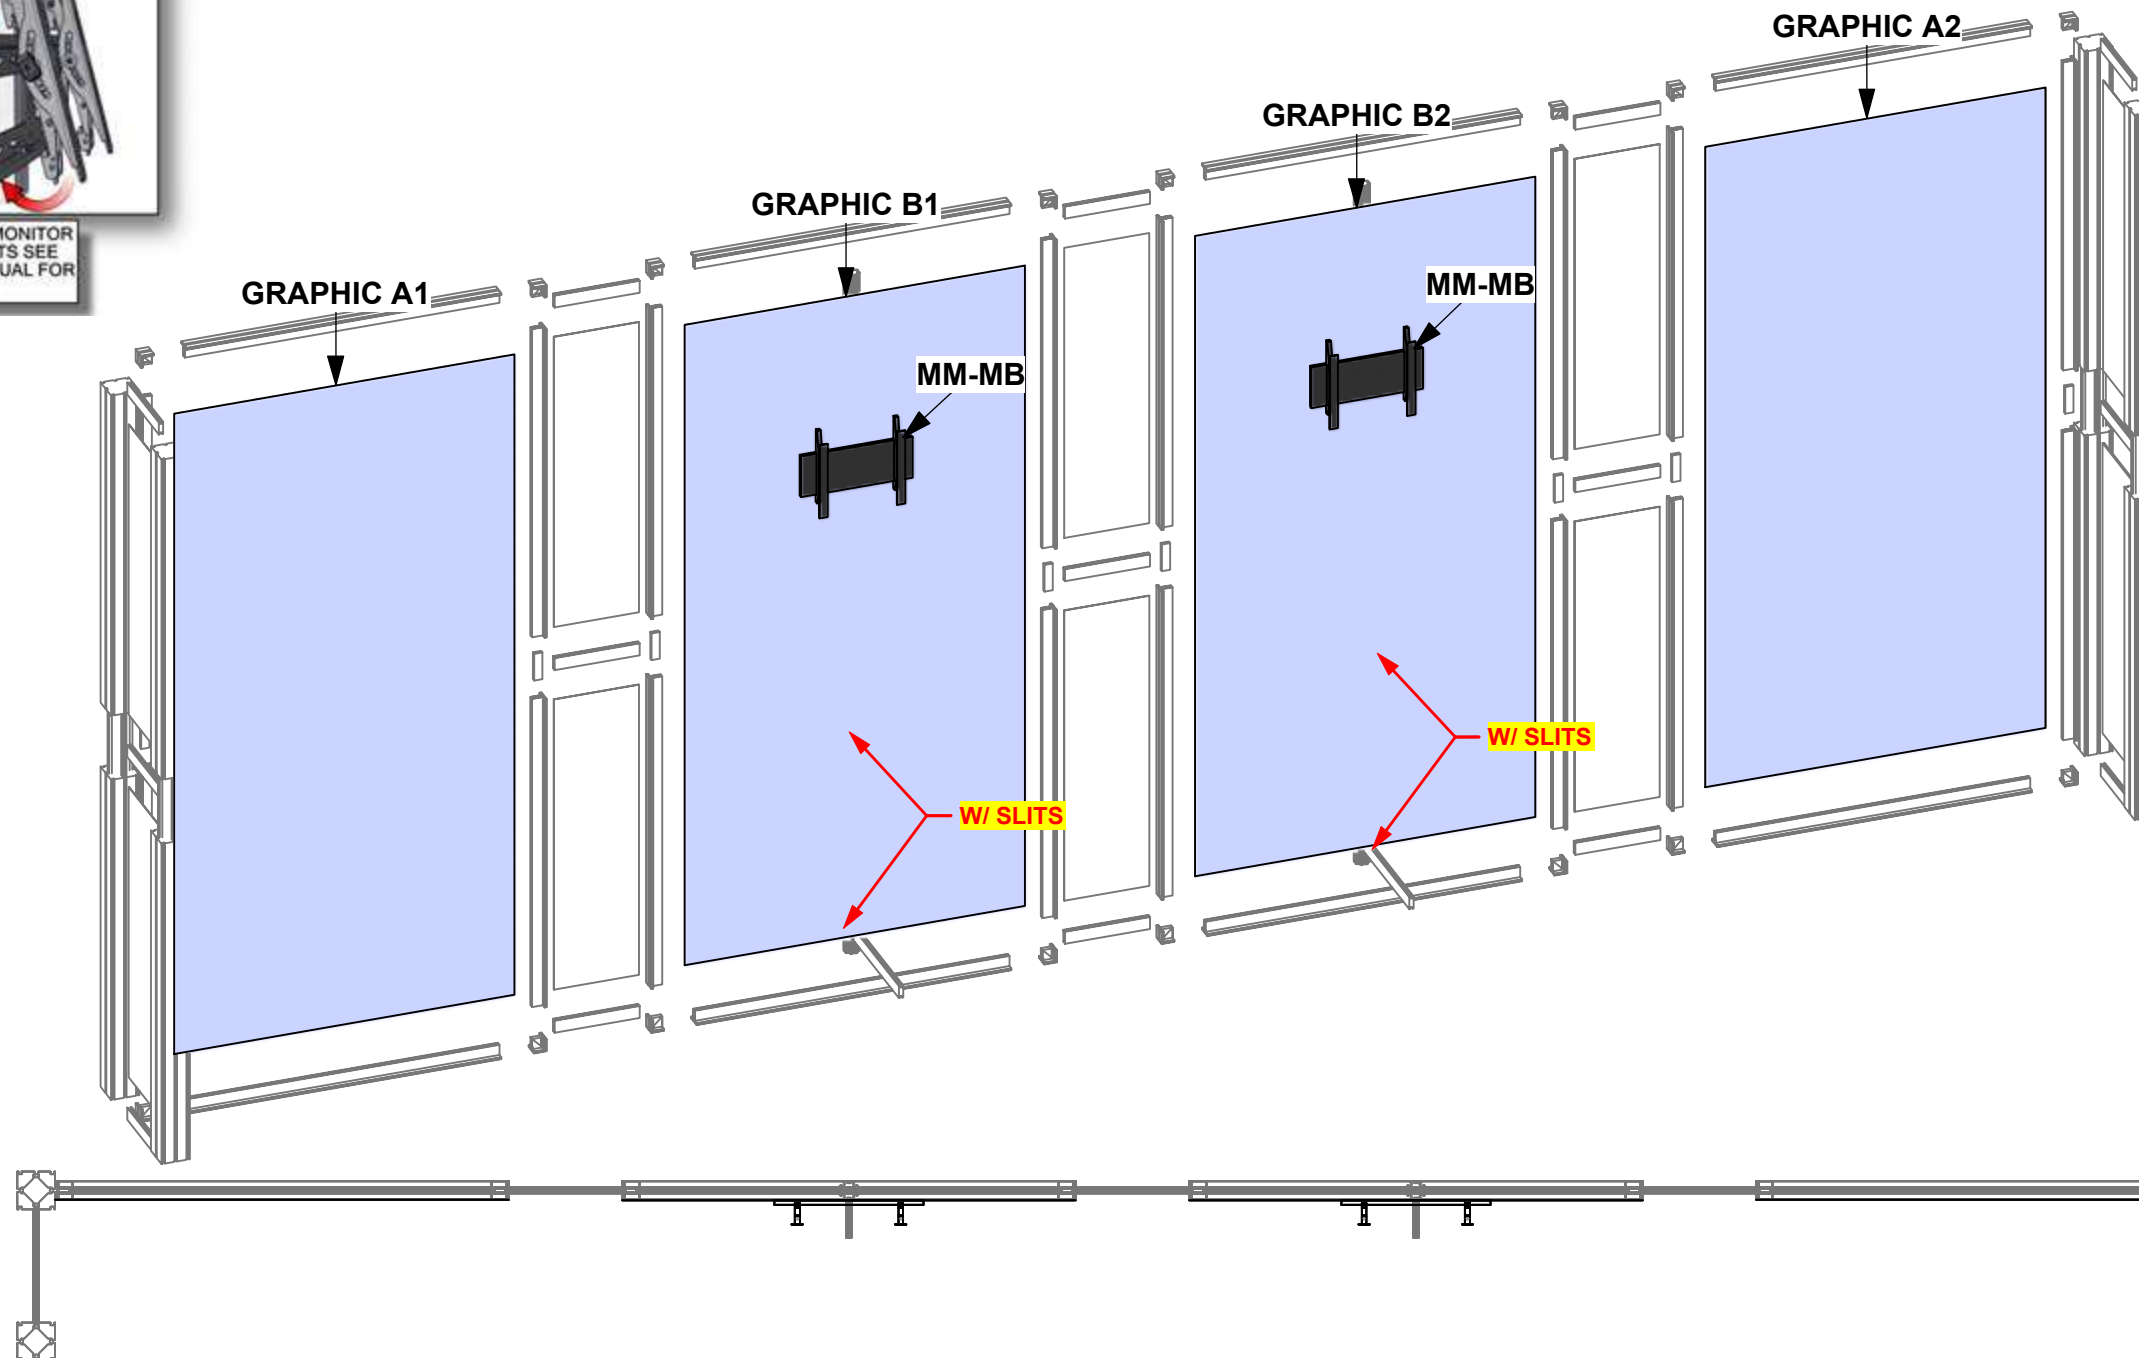 GRAPHIC A2
GRAPHIC B2
GRAPHIC B1
GRAPHIC A1
MONITOR
TS SEE
UAL FOR
MM-MB
MM-MB
W/ SLITS
W/ SLITS